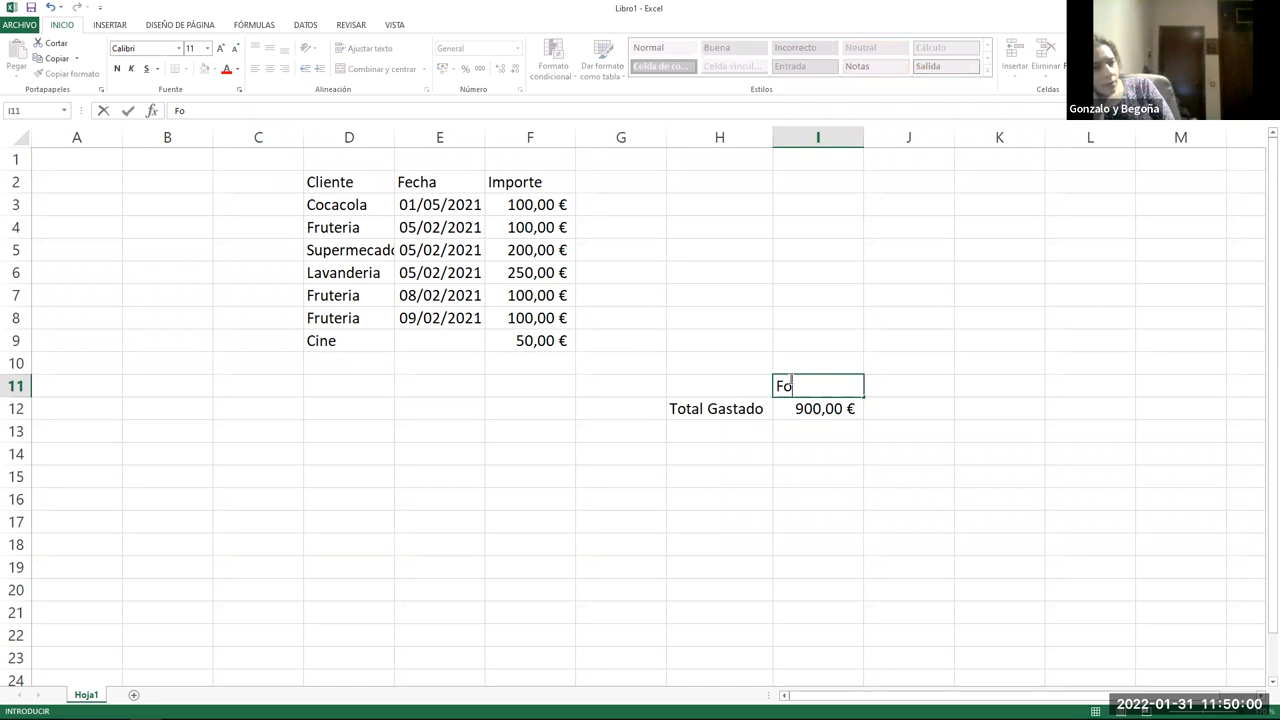 Libro1 - Excel
ARCHIVO INICIO INSERTAR DISEÑO DE PÁGINA FÓRMULAS DATOS REVISAR VISTA
Pegar
Cortar
Copiar
Copiar formato
Portapapeles
Calibri 11
N K S
Fuente
Ajustar texto
Combinar y centrar
Alineación
General
% 000
Número
Formato condicional
Dar formato como tabla
Normal Buena Incorrecto Neutral Cálculo
Celda de co... Celda vincul... Entrada Notas Salida
Estilos
Insertar Eliminar
Celdas
Gonzalo y Begoña
I11 Fo
A B C D E F G H I J K L M
1
2 Cliente Fecha Importe
3 Cocacola 01/05/2021 100,00 €
4 Fruteria 05/02/2021 100,00 €
5 Supermecado 05/02/2021 200,00 €
6 Lavanderia 05/02/2021 250,00 €
7 Fruteria 08/02/2021 100,00 €
8 Fruteria 09/02/2021 100,00 €
9 Cine 50,00 €
10
11 Fo
12 Total Gastado 900,00 €
13
14
15
16
17
18
19
20
21
22
23
24
Hoja1
INTRODUCIR
2022-01-31 11:50:00